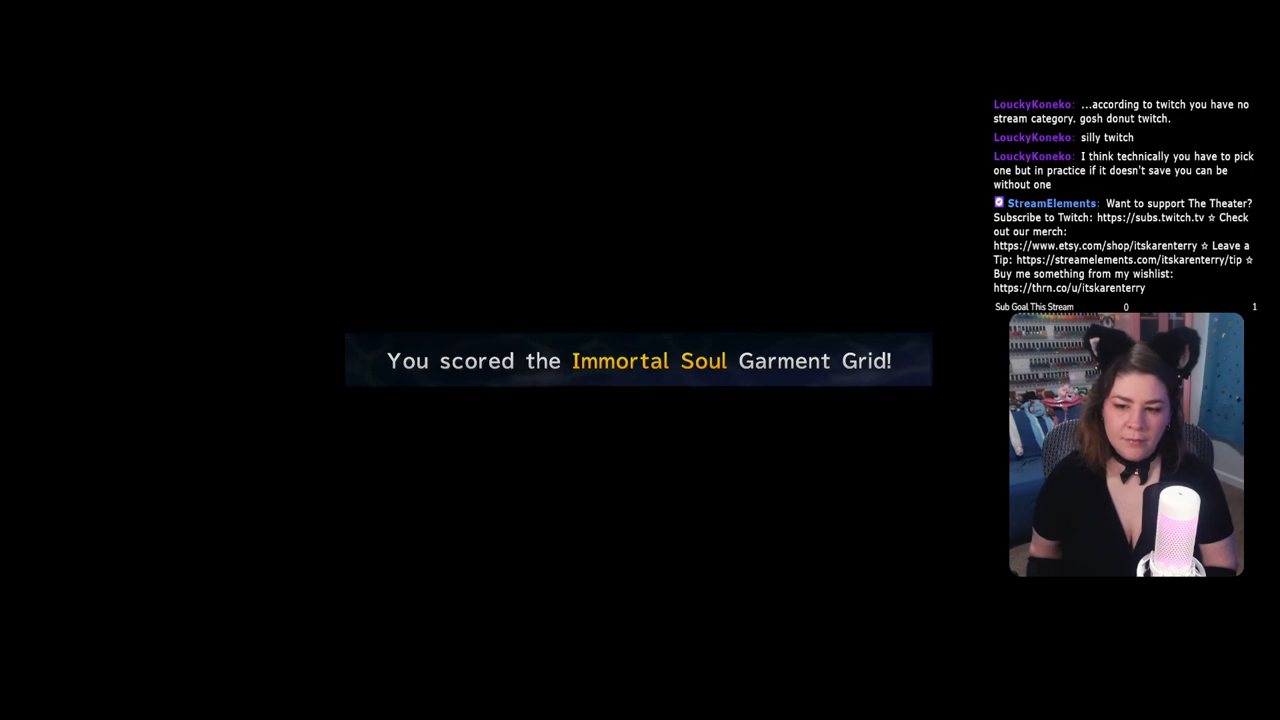 LouckyKoneko: ...according to twitch you have no
stream category. gosh donut twitch.
LouckyKoneko: silly twitch
LouckyKoneko: I think technically you have to pick
one but in practice if it doesn't save you can be
without one
StreamElements: Want to support The Theater?
Subscribe to Twitch: https://subs.twitch.tv ☆ Check
out our merch:
https://www.etsy.com/shop/itskarenterry ☆ Leave a
Tip: https://streamelements.com/itskarenterry/tip ☆
Buy me something from my wishlist:
https://thrn.co/u/itskarenterry
Sub Goal This Stream 0 1
You scored the Immortal Soul Garment Grid!